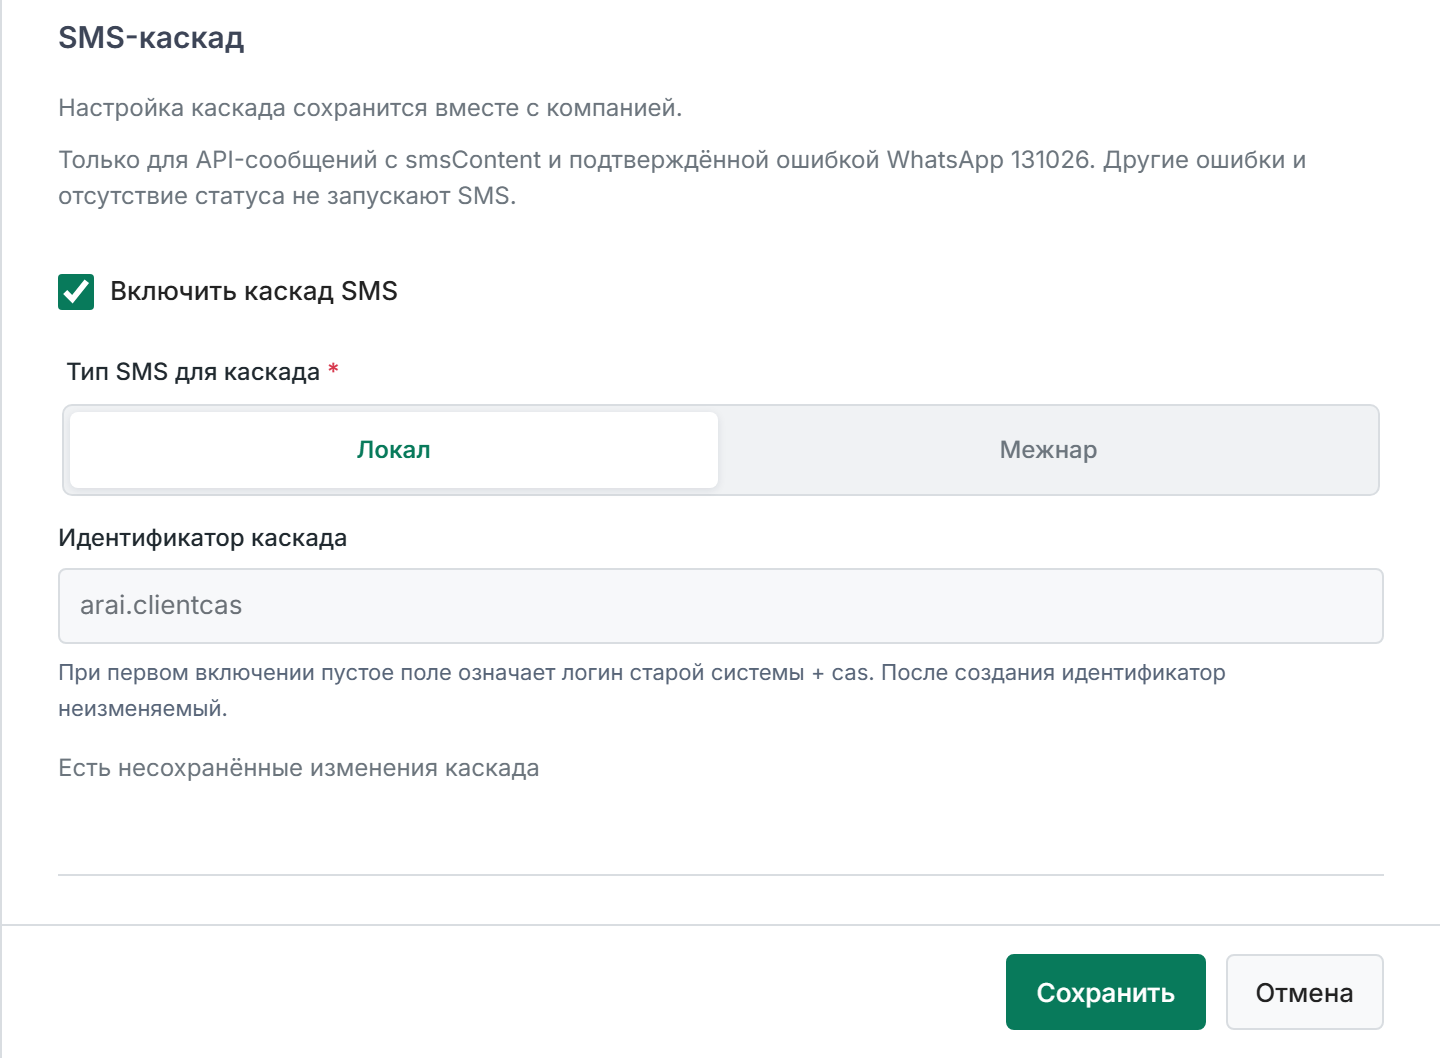 SMS-каскад
Настройка каскада сохранится вместе с компанией.
Только для API-сообщений с smsContent и подтверждённой ошибкой WhatsApp 131026. Другие ошибки и
отсутствие статуса не запускают SMS.
Включить каскад SMS
Тип SMS для каскада *
Локал
Межнар
Идентификатор каскада
arai.clientcas
При первом включении пустое поле означает логин старой системы + cas. После создания идентификатор
неизменяемый.
Есть несохранённые изменения каскада
Сохранить
Отмена